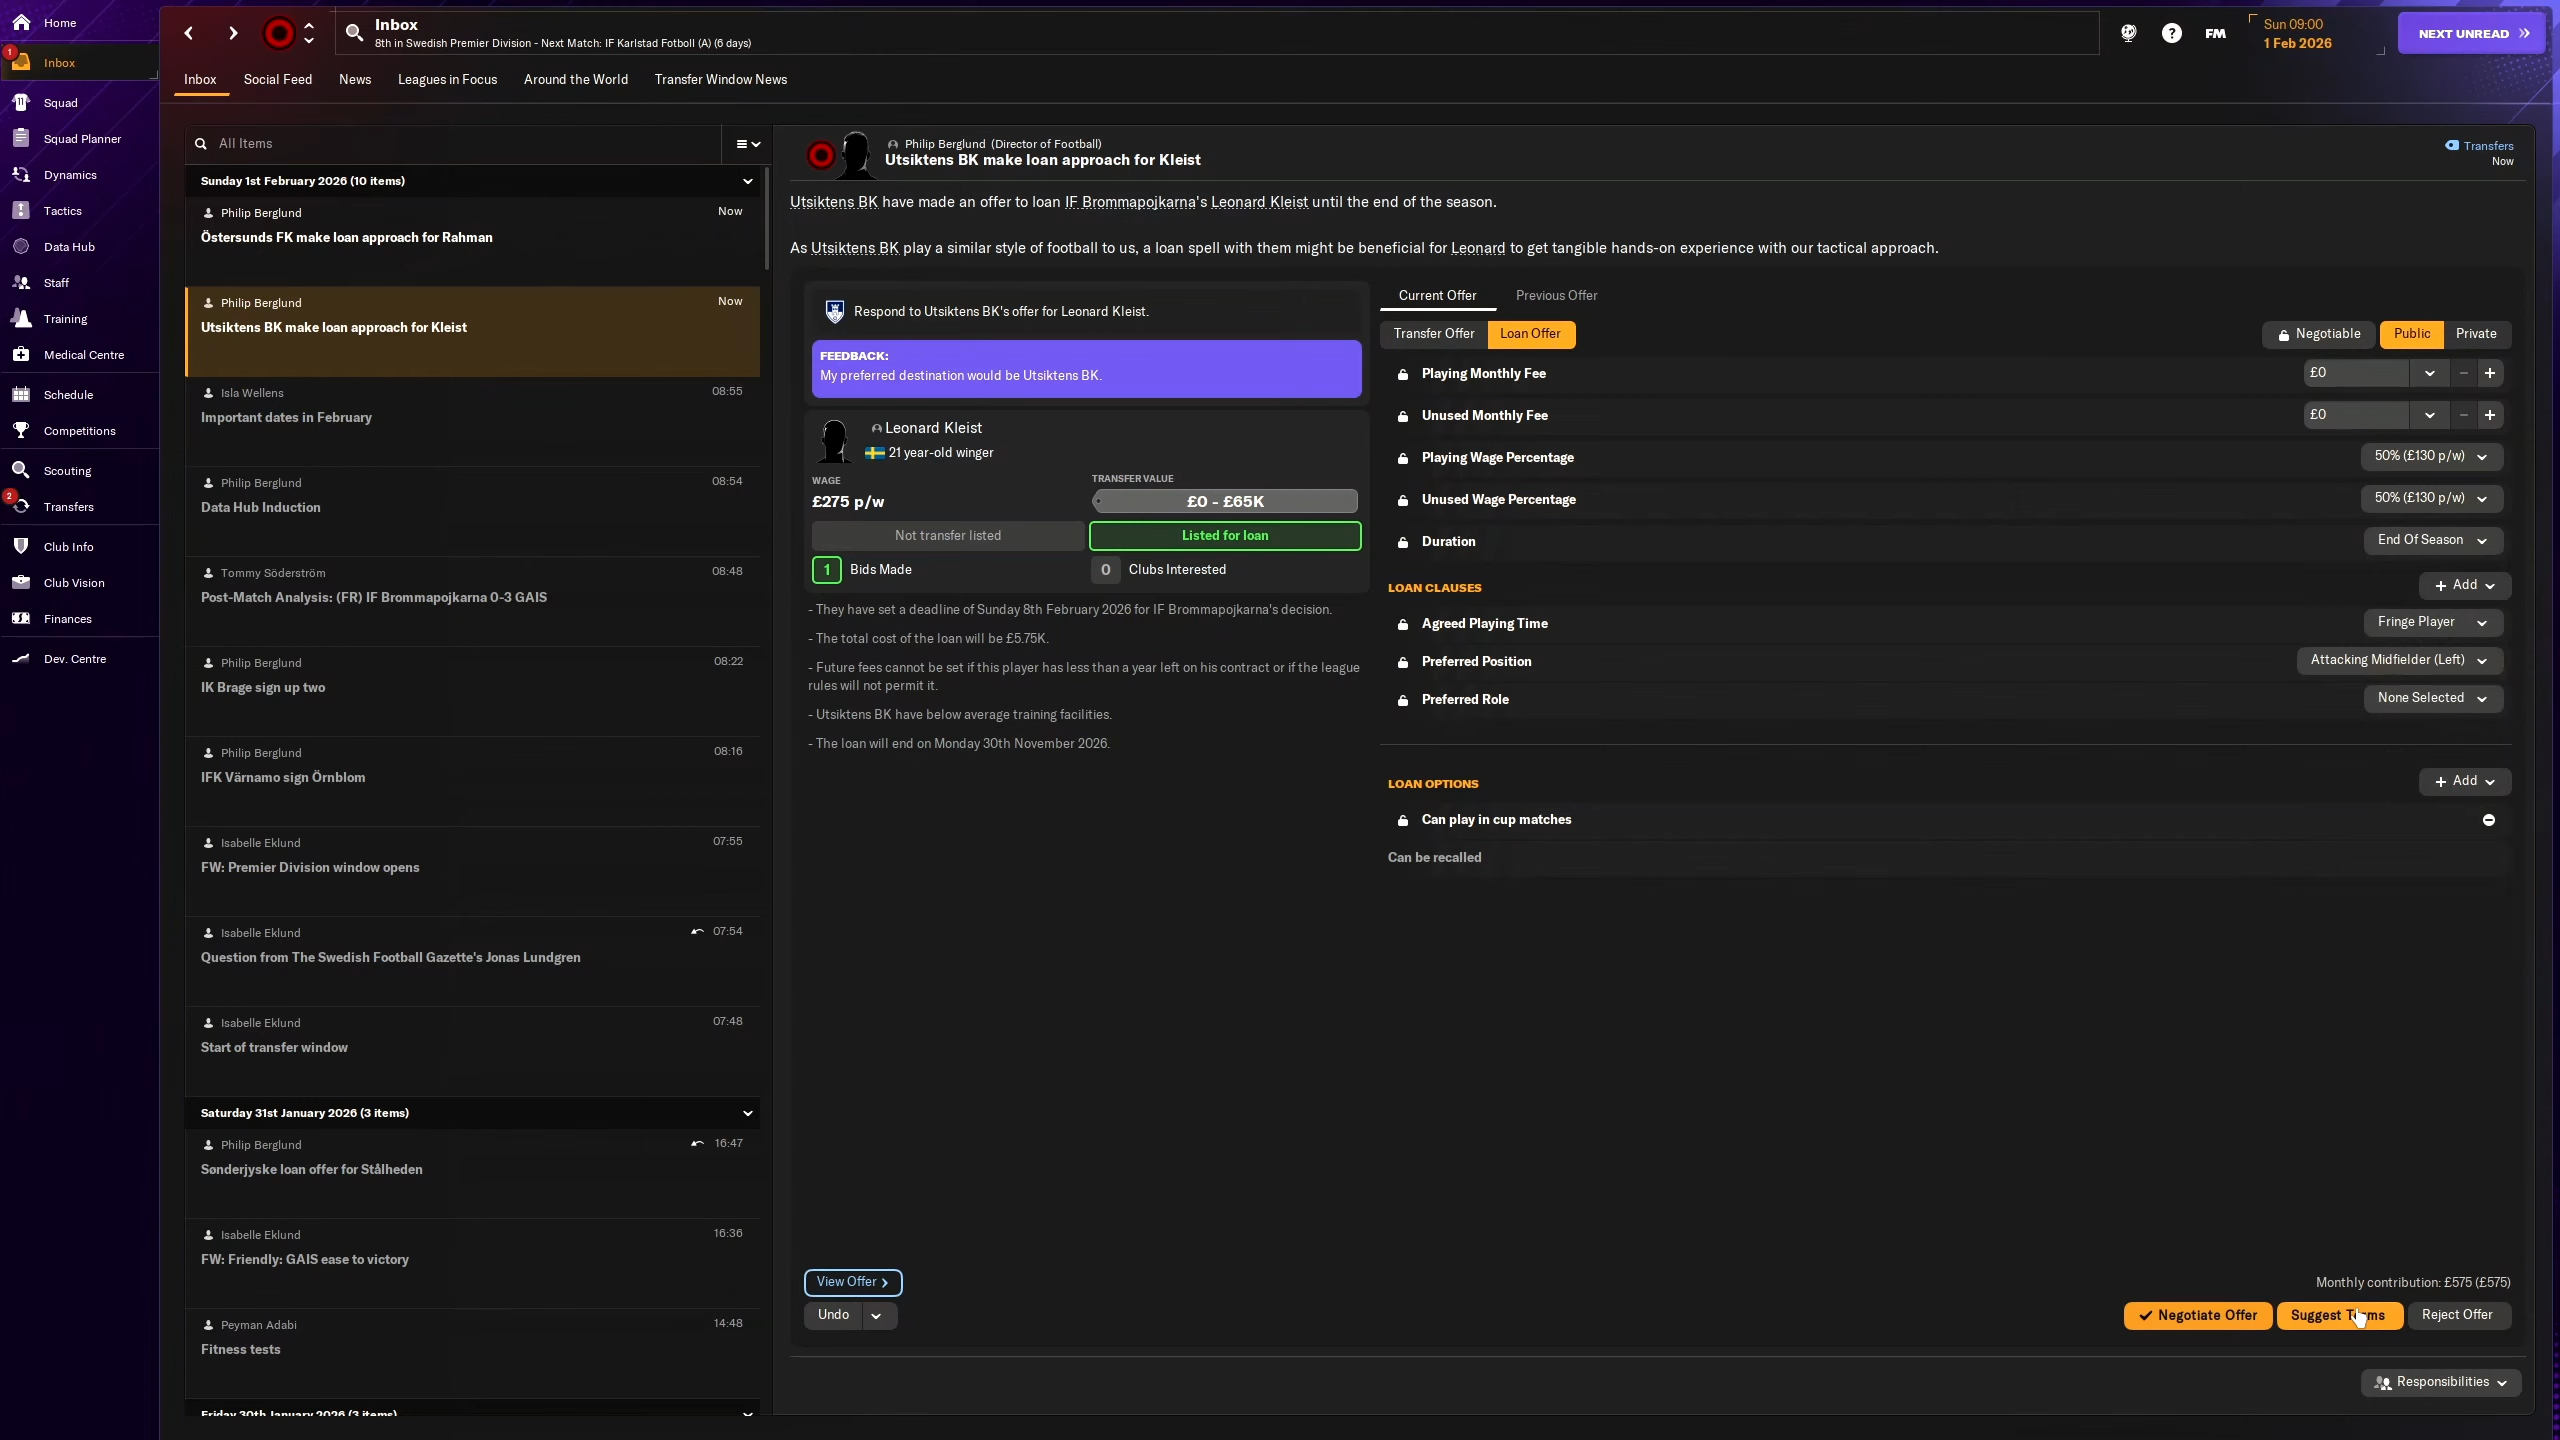 Home
1
Inbox
Squad
Squad Planner
Dynamics
Tactics
Data Hub
Staff
Training
Medical Centre
Schedule
Competitions
Scouting
2
Transfers
Club Info
Club Vision
Finances
Dev. Centre
Inbox
8th in Swedish Premier Division - Next Match: IF Karlstad Fotboll (A) (6 days)
FM
Sun 09:00
1 Feb 2026
NEXT UNREAD
Inbox
Social Feed
News
Leagues in Focus
Around the World
Transfer Window News
All Items
Sunday 1st February 2026 (10 items)
Philip Berglund
Now
Östersunds FK make loan approach for Rahman
Philip Berglund
Now
Utsiktens BK make loan approach for Kleist
Isla Wellens
08:55
Important dates in February
Philip Berglund
08:54
Data Hub Induction
Tommy Söderström
08:48
Post-Match Analysis: (FR) IF Brommapojkarna 0-3 GAIS
Philip Berglund
08:22
IK Brage sign up two
Philip Berglund
08:16
IFK Värnamo sign Örnblom
Isabelle Eklund
07:55
FW: Premier Division window opens
Isabelle Eklund
07:54
Question from The Swedish Football Gazette's Jonas Lundgren
Isabelle Eklund
07:48
Start of transfer window
Saturday 31st January 2026 (3 items)
Philip Berglund
16:47
Sønderjyske loan offer for Stålheden
Isabelle Eklund
16:36
FW: Friendly: GAIS ease to victory
Peyman Adabi
14:48
Fitness tests
Friday 30th January 2026 (3 items)
Philip Berglund (Director of Football)
Utsiktens BK make loan approach for Kleist
Transfers
Now
Utsiktens BK have made an offer to loan IF Brommapojkarna's Leonard Kleist until the end of the season.
As Utsiktens BK play a similar style of football to us, a loan spell with them might be beneficial for Leonard to get tangible hands-on experience with our tactical approach.
Respond to Utsiktens BK's offer for Leonard Kleist.
FEEDBACK:
My preferred destination would be Utsiktens BK.
Leonard Kleist
21 year-old winger
WAGE
£275 p/w
TRANSFER VALUE
£0 - £65K
Not transfer listed
Listed for loan
1 Bids Made
0 Clubs Interested
- They have set a deadline of Sunday 8th February 2026 for IF Brommapojkarna's decision.
- The total cost of the loan will be £5.75K.
- Future fees cannot be set if this player has less than a year left on his contract or if the league
rules will not permit it.
- Utsiktens BK have below average training facilities.
- The loan will end on Monday 30th November 2026.
View Offer
Undo
Current Offer
Previous Offer
Transfer Offer
Loan Offer
Negotiable
Public
Private
Playing Monthly Fee
£0
Unused Monthly Fee
£0
Playing Wage Percentage
50% (£130 p/w)
Unused Wage Percentage
50% (£130 p/w)
Duration
End Of Season
LOAN CLAUSES
+ Add
Agreed Playing Time
Fringe Player
Preferred Position
Attacking Midfielder (Left)
Preferred Role
None Selected
LOAN OPTIONS
+ Add
Can play in cup matches
Can be recalled
Monthly contribution: £575 (£575)
Negotiate Offer
Suggest
Reject Offer
Responsibilities